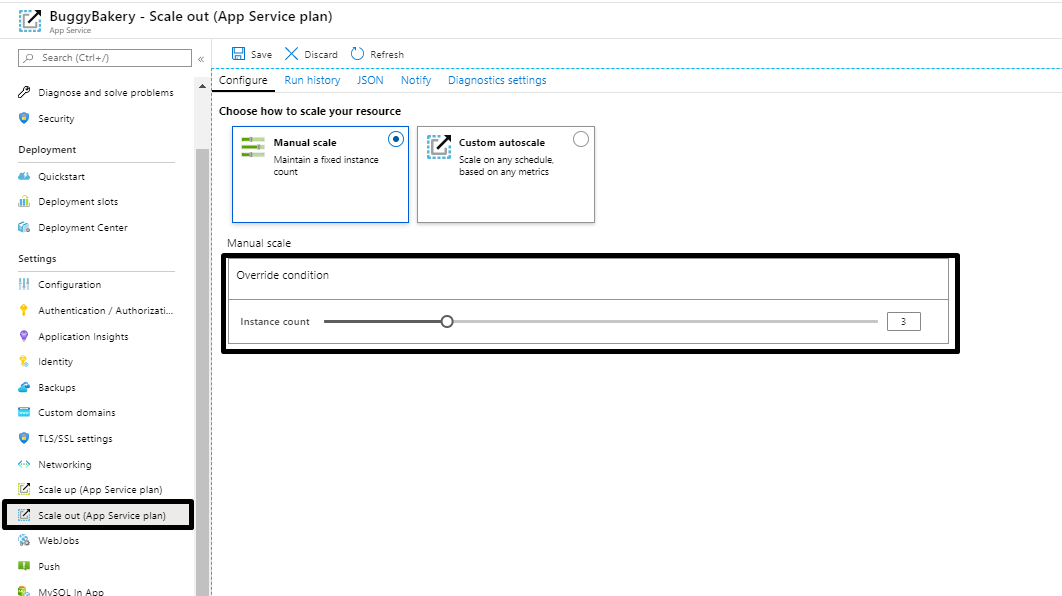 BuggyBakery - Scale out (App Service plan)
App Service
Search (Ctrl+/)
«
Diagnose and solve problems
Security
Deployment
Quickstart
Deployment slots
Deployment Center
Settings
Configuration
Authentication / Authorizati...
Application Insights
Identity
Backups
Custom domains
TLS/SSL settings
Networking
Scale up (App Service plan)
Scale out (App Service plan)
WebJobs
Push
MySQL In App
Save Discard Refresh
Configure Run history JSON Notify Diagnostics settings
Choose how to scale your resource
Manual scale
Maintain a fixed instance
count
Custom autoscale
Scale on any schedule,
based on any metrics
Manual scale
Override condition
Instance count 3